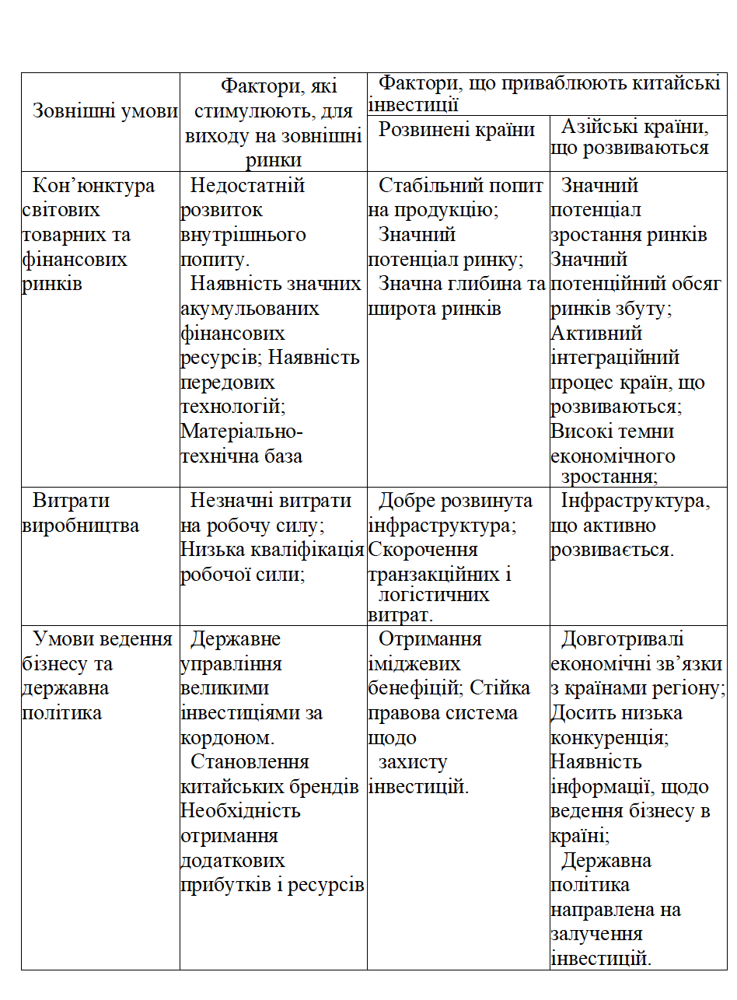 Зовнішні умови
Фактори, які
стимулюють, для
виходу на зовнішні
ринки
Фактори, що приваблюють китайські
інвестиції
Розвинені країни
Азійські країни,
що розвиваються
Кон’юнктура
світових
товарних та
фінансових
ринків
Недостатній
розвиток
внутрішнього
попиту.
Наявність значних
акумульованих
фінансових
ресурсів; Наявність
передових
технологій;
Матеріально-
технічна база
Стабільний попит
на продукцію;
Значний
потенціал ринку;
Значна глибина та
широта ринків
Значний
потенціал
зростання ринків
Значний
потенційний обсяг
ринків збуту;
Активний
інтеграційний
процес країн, що
розвиваються;
Високі темпи
економічного
зростання;
Витрати
виробництва
Незначні витрати
на робочу силу;
Низька кваліфікація
робочої сили;
Добре розвинута
інфраструктура;
Скорочення
транзакційних і
логістичних
витрат.
Інфраструктура,
що активно
розвивається.
Умови ведення
бізнесу та
державна
політика
Державне
управління
великими
інвестиціями за
кордоном.
Становлення
китайських брендів
Необхідність
отримання
додаткових
прибутків і ресурсів
Отримання
іміджевих
бенефіцій; Стійка
правова система
щодо
захисту
інвестицій.
Довготривалі
економічні зв’язки
з країнами регіону;
Досить низька
конкуренція;
Наявність
інформації, щодо
ведення бізнесу в
країні;
Державна
політика
направлена на
залучення
інвестицій.